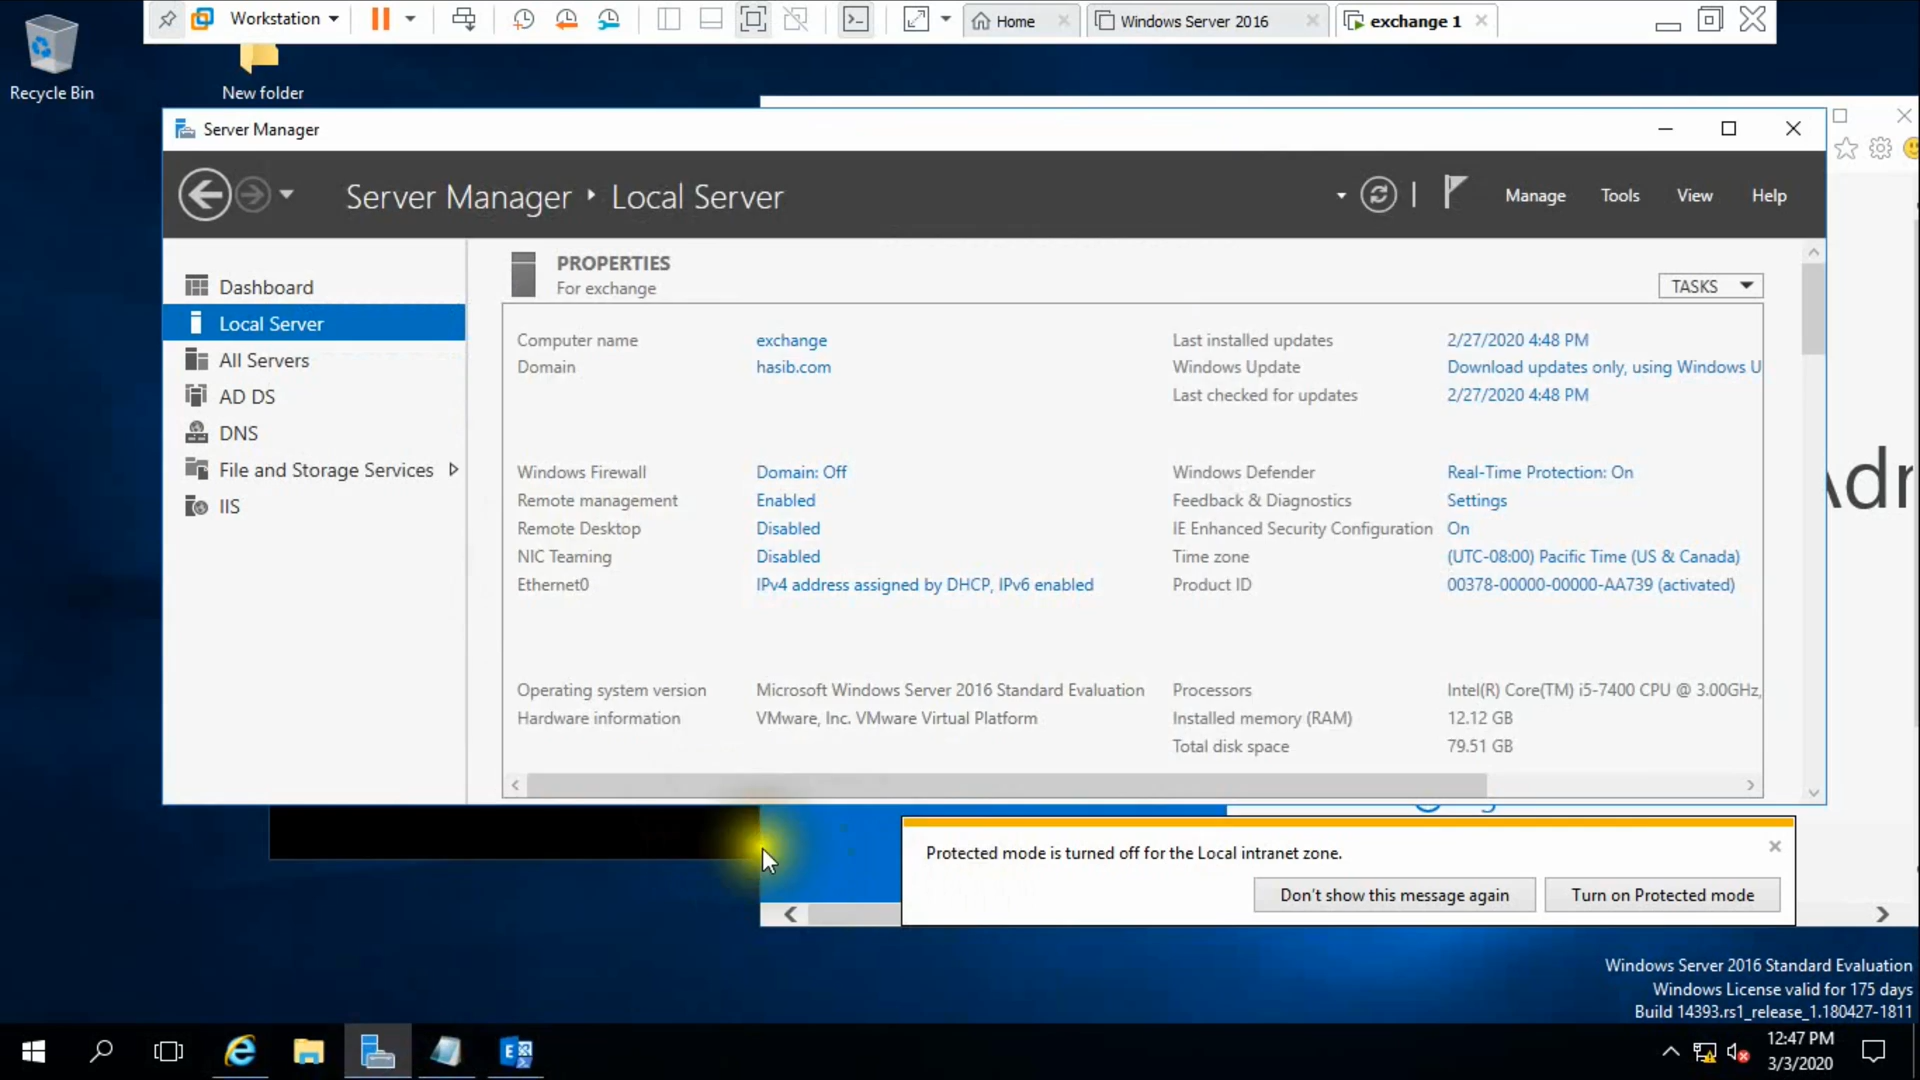 Workstation
Home
Windows Server 2016
exchange 1
Recycle Bin
New folder
Server Manager
Server Manager
Local Server
Manage
Tools
View
Help
Dashboard
Local Server
All Servers
AD DS
DNS
File and Storage Services
IIS
PROPERTIES
For exchange
TASKS
Computer name exchange
Domain hasib.com
Last installed updates 2/27/2020 4:48 PM
Windows Update Download updates only, using Windows U
Last checked for updates 2/27/2020 4:48 PM
Windows Firewall Domain: Off
Remote management Enabled
Remote Desktop Disabled
NIC Teaming Disabled
Ethernet0 IPv4 address assigned by DHCP, IPv6 enabled
Windows Defender Real-Time Protection: On
Feedback & Diagnostics Settings
IE Enhanced Security Configuration On
Time zone (UTC-08:00) Pacific Time (US & Canada)
Product ID 00378-00000-00000-AA739 (activated)
Operating system version Microsoft Windows Server 2016 Standard Evaluation
Hardware information VMware, Inc. VMware Virtual Platform
Processors Intel(R) Core(TM) i5-7400 CPU @ 3.00GHz,
Installed memory (RAM) 12.12 GB
Total disk space 79.51 GB
Protected mode is turned off for the Local intranet zone.
Don't show this message again
Turn on Protected mode
Windows Server 2016 Standard Evaluation
Windows License valid for 175 days
Build 14393.rs1_release_1.180427-1811
12:47 PM
3/3/2020